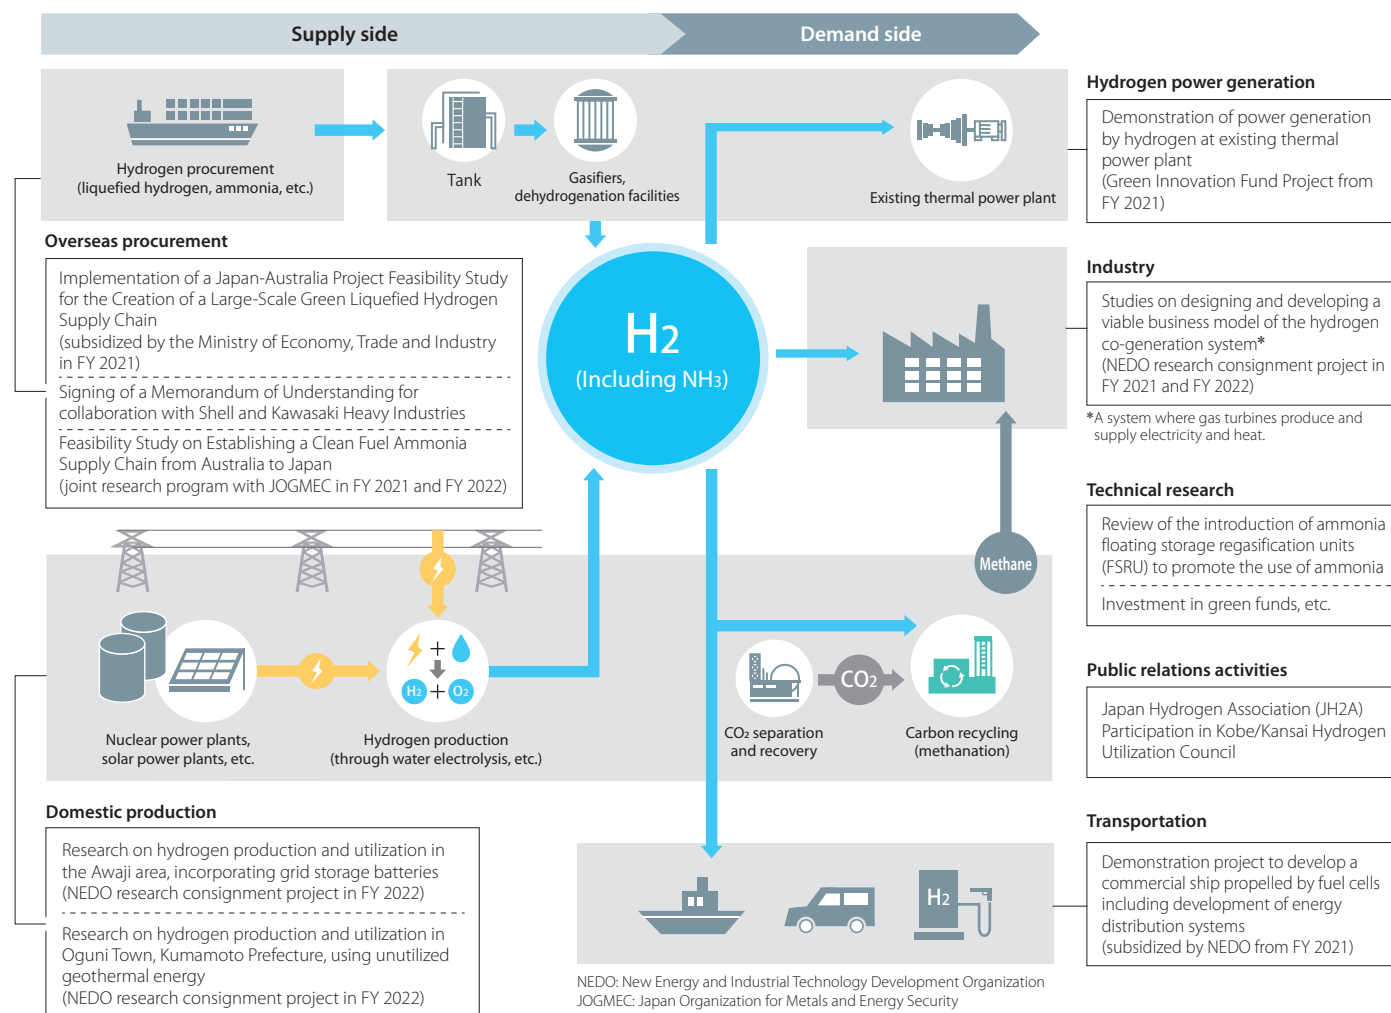 Supply side
Demand side
Hydrogen procurement
(liquefied hydrogen, ammonia, etc.)
Tank
Gasifiers,
dehydrogenation facilities
Existing thermal power plant
Hydrogen power generation
Demonstration of power generation
by hydrogen at existing thermal
power plant
(Green Innovation Fund Project from
FY 2021)
Overseas procurement
Implementation of a Japan-Australia Project Feasibility Study
for the Creation of a Large-Scale Green Liquefied Hydrogen
Supply Chain
(subsidized by the Ministry of Economy, Trade and Industry
in FY 2021)
Signing of a Memorandum of Understanding for
collaboration with Shell and Kawasaki Heavy Industries
Feasibility Study on Establishing a Clean Fuel Ammonia
Supply Chain from Australia to Japan
(joint research program with JOGMEC in FY 2021 and FY 2022)
H2
(Including NH3)
Industry
Studies on designing and developing a
viable business model of the hydrogen
co-generation system*
(NEDO research consignment project in
FY 2021 and FY 2022)
*A system where gas turbines produce and
supply electricity and heat.
Technical research
Review of the introduction of ammonia
floating storage regasification units
(FSRU) to promote the use of ammonia
Investment in green funds, etc.
Methane
Nuclear power plants,
solar power plants, etc.
+
H2 + O2
Hydrogen production
(through water electrolysis, etc.)
CO2 separation
and recovery
CO2
Carbon recycling
(methanation)
Public relations activities
Japan Hydrogen Association (JH2A)
Participation in Kobe/Kansai Hydrogen
Utilization Council
Domestic production
Research on hydrogen production and utilization in
the Awaji area, incorporating grid storage batteries
(NEDO research consignment project in FY 2022)
Research on hydrogen production and utilization in
Oguni Town, Kumamoto Prefecture, using unutilized
geothermal energy
(NEDO research consignment project in FY 2022)
H2
Transportation
Demonstration project to develop a
commercial ship propelled by fuel cells
including development of energy
distribution systems
(subsidized by NEDO from FY 2021)
NEDO: New Energy and Industrial Technology Development Organization
JOGMEC: Japan Organization for Metals and Energy Security